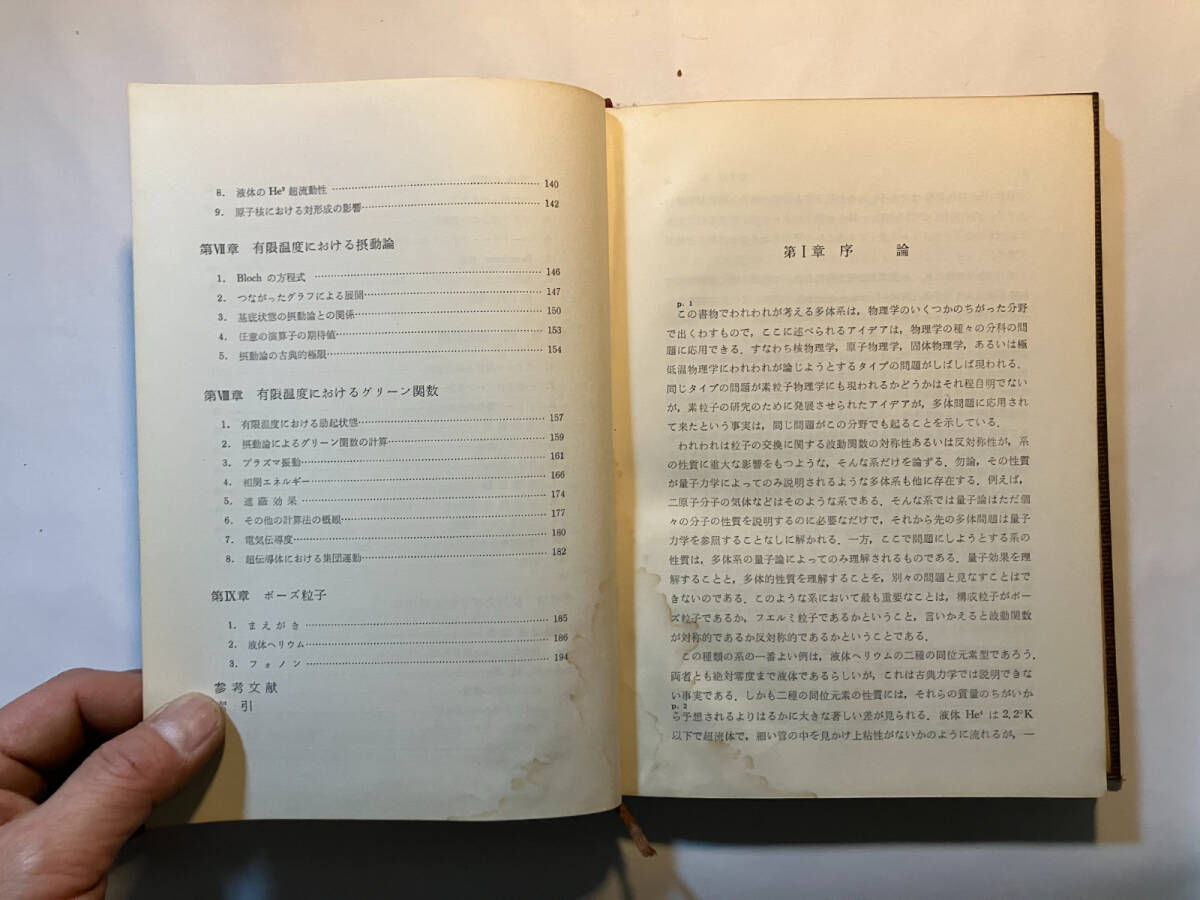 8. 液体の He³ 超流動性 …… 140
9. 原子核における対形成の影響 …… 142
第Ⅶ章 有限温度における摂動論
1. Bloch の方程式 …… 146
2. つながったグラフによる展開 …… 147
3. 基底状態の摂動論との関係 …… 150
4. 任意の演算子の期待値 …… 153
5. 摂動論の古典的極限 …… 154
第Ⅷ章 有限温度におけるグリーン関数
1. 有限温度における励起状態 …… 157
2. 摂動論によるグリーン関数の計算 …… 159
3. プラズマ振動 …… 161
4. 相関エネルギー …… 166
5. 遮蔽効果 …… 174
6. その他の計算法の概観 …… 177
7. 電気伝導度 …… 180
8. 超伝導体における集団運動 …… 182
第Ⅸ章 ボーズ粒子
1. まえがき …… 185
2. 液体ヘリウム …… 186
3. フォノン …… 194
参考文献
引
第Ⅰ章 序 論
p. 1
この書物でわれわれが考える多体系は，物理学のいくつかのちがった分野
で出くわすもので，ここに述べられるアイデアは，物理学の種々の分科の問
題に応用できる．すなわち核物理学，原子物理学，固体物理学，あるいは極
低温物理学にわれわれが論じようとするタイプの問題がしばしば現われる．
同じタイプの問題が素粒子物理学にも現われるかどうかはそれ程自明でない
が，素粒子の研究のために発展させられたアイデアが，多体問題に応用されて
来たという事実は，同じ問題がこの分野でも起ることを示している．
われわれは粒子の交換に関する波動関数の対称性あるいは反対称性が，系
の性質に重大な影響をもつような，そんな系だけを論ずる．勿論，その性質
が量子力学によってのみ説明されるような多体系も他に存在する．例えば，
二原子分子の気体などはそのような系である．そんな系では量子論はただ個
々の分子の性質を説明するのに必要なだけで，それから先の多体問題は量子
力学を参照することなしに解かれる．一方，ここで問題にしようとする系の
性質は，多体系の量子論によってのみ理解されるものである．量子効果を理
解することと，多体的性質を理解することを，別々の問題と見なすことはで
きないのである．このような系において最も重要なことは，構成粒子がボー
ズ粒子であるか，フエルミ粒子であるかということ，言いかえると波動関数
が対称的であるか反対称的であるかということである．
この種類の系の一番よい例は，液体ヘリウムの二種の同位元素型であろう．
両者とも絶対零度まで液体であるらしいが，これは古典力学では説明できな
い事実である．しかも二種の同位元素の性質には，それらの質量のちがいか
p. 2
ら予想されるよりはるかに大きな著しい差が見られる．液体 He⁴ は 2,2°K
以下で超流体で，細い管の中を見かけ上粘性がないかのように流れるが，一